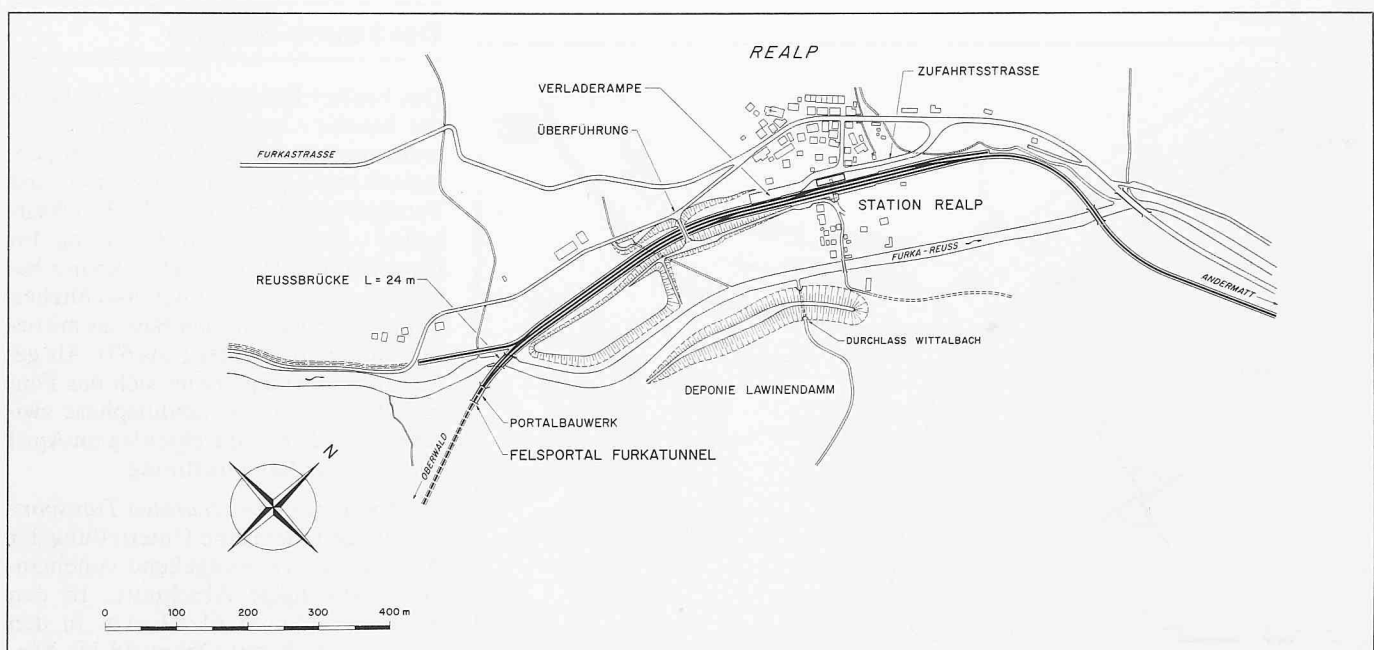 REALP
ZUFAHRTSSTRASSE
VERLADERAMPE
ÜBERFÜHRUNG
FURKASTRASSE
STATION REALP
FURKA-REUSS
REUSSBRÜCKE L = 24 m
ANDERMATT
DURCHLASS WITTALBACH
DEPONIE LAWINENDAMM
PORTALBAUWERK
OBERWALD
FELSPORTAL FURKATUNNEL
N
0 100 200 300 400 m